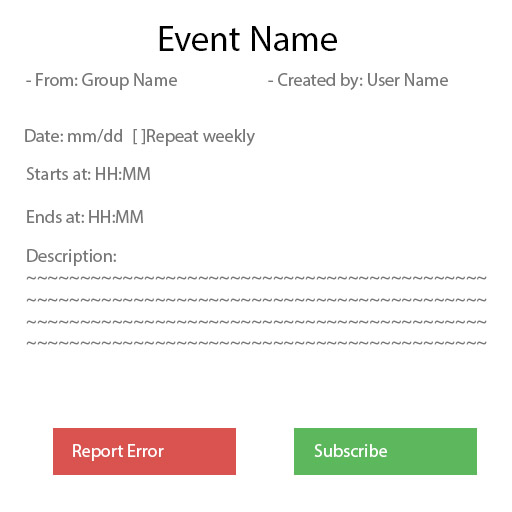 Event Name
- From: Group Name - Created by: User Name
Date: mm/dd [ ]Repeat weekly
Starts at: HH:MM
Ends at: HH:MM
Description:
~~~~~~~~~~~~~~~~~~~~~~~~~~~~~~~~~~~~~~~~~~~
~~~~~~~~~~~~~~~~~~~~~~~~~~~~~~~~~~~~~~~~~~~
~~~~~~~~~~~~~~~~~~~~~~~~~~~~~~~~~~~~~~~~~~~
~~~~~~~~~~~~~~~~~~~~~~~~~~~~~~~~~~~~~~~~~~~
Report Error Subscribe